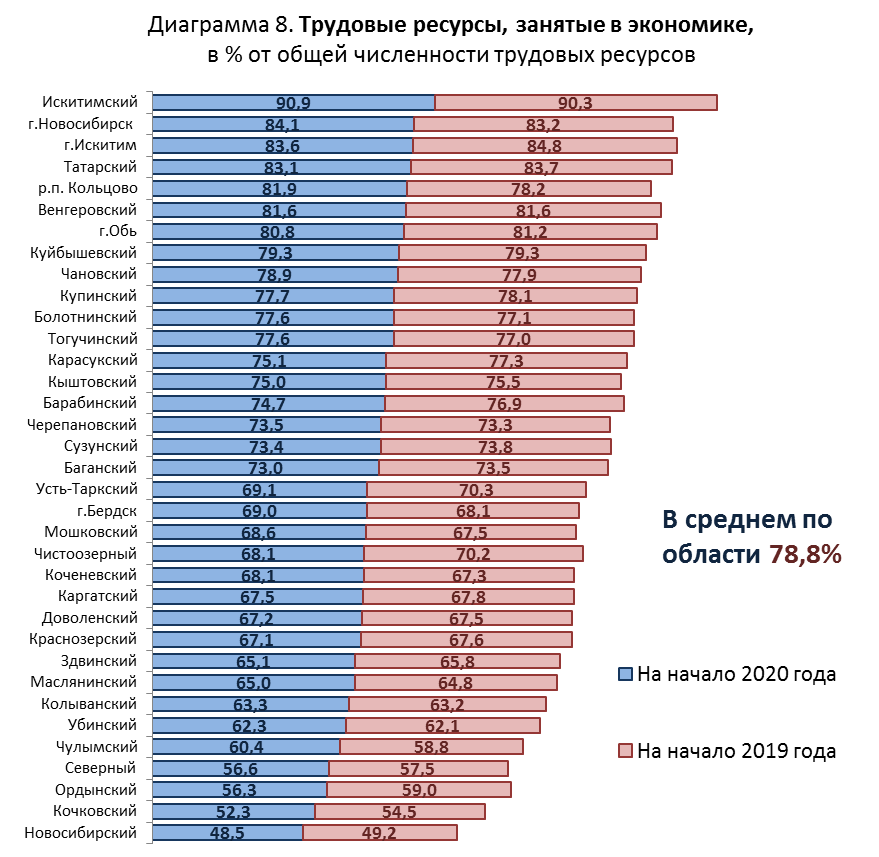 Диаграмма 8. Трудовые ресурсы, занятые в экономике,
в % от общей численности трудовых ресурсов
Искитимский 90,9 90,3
г.Новосибирск 84,1 83,2
г.Искитим 83,6 84,8
Татарский 83,1 83,7
р.п. Кольцово 81,9 78,2
Венгеровский 81,6 81,6
г.Обь 80,8 81,2
Куйбышевский 79,3 79,3
Чановский 78,9 77,9
Купинский 77,7 78,1
Болотнинский 77,6 77,1
Тогучинский 77,6 77,0
Карасукский 75,1 77,3
Кыштовский 75,0 75,5
Барабинский 74,7 76,9
Черепановский 73,5 73,3
Сузунский 73,4 73,8
Баганский 73,0 73,5
Усть-Таркский 69,1 70,3
г.Бердск 69,0 68,1
Мошковский 68,6 67,5
Чистоозерный 68,1 70,2
Коченевский 68,1 67,3
Каргатский 67,5 67,8
Доволенский 67,2 67,5
Краснозерский 67,1 67,6
Здвинский 65,1 65,8
Маслянинский 65,0 64,8
Колыванский 63,3 63,2
Убинский 62,3 62,1
Чулымский 60,4 58,8
Северный 56,6 57,5
Ордынский 56,3 59,0
Кочковский 52,3 54,5
Новосибирский 48,5 49,2
В среднем по
области 78,8%
На начало 2020 года
На начало 2019 года